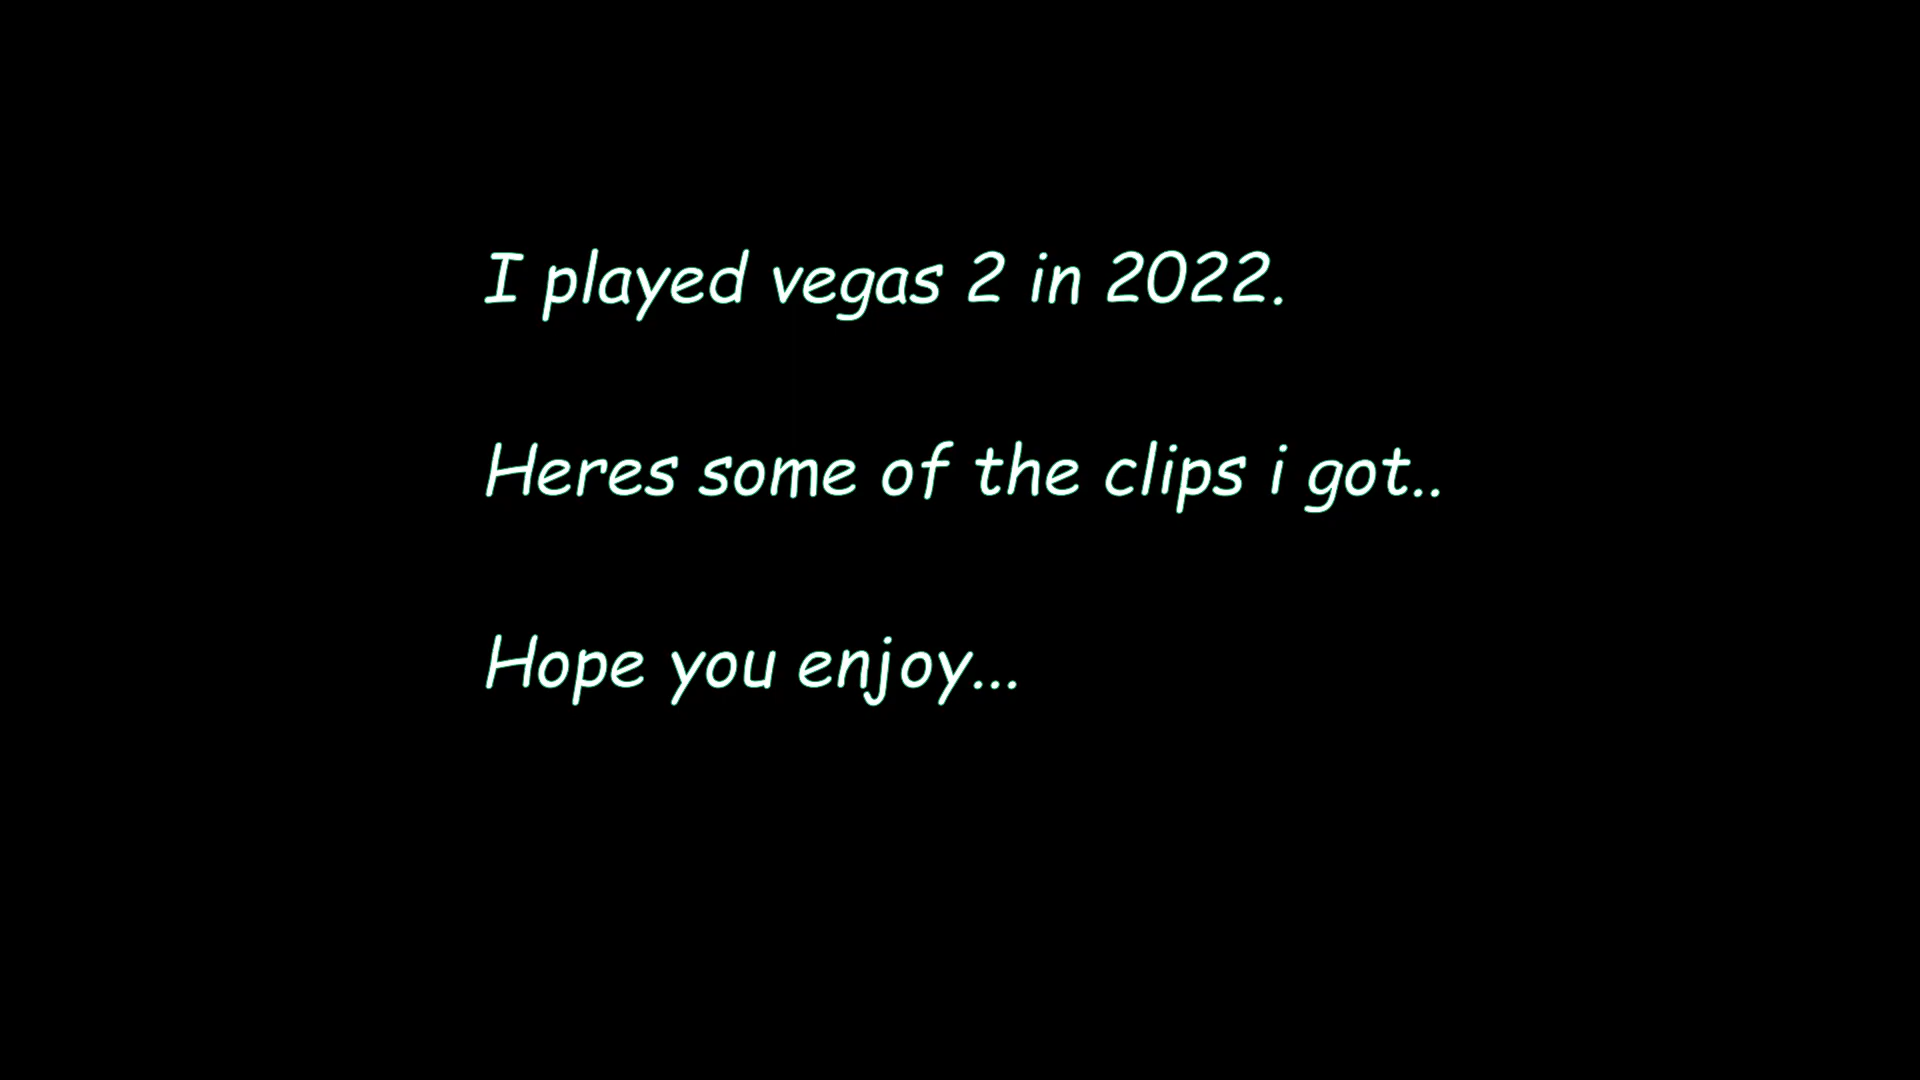 I played vegas 2 in 2022.
Heres some of the clips i got..
Hope you enjoy...